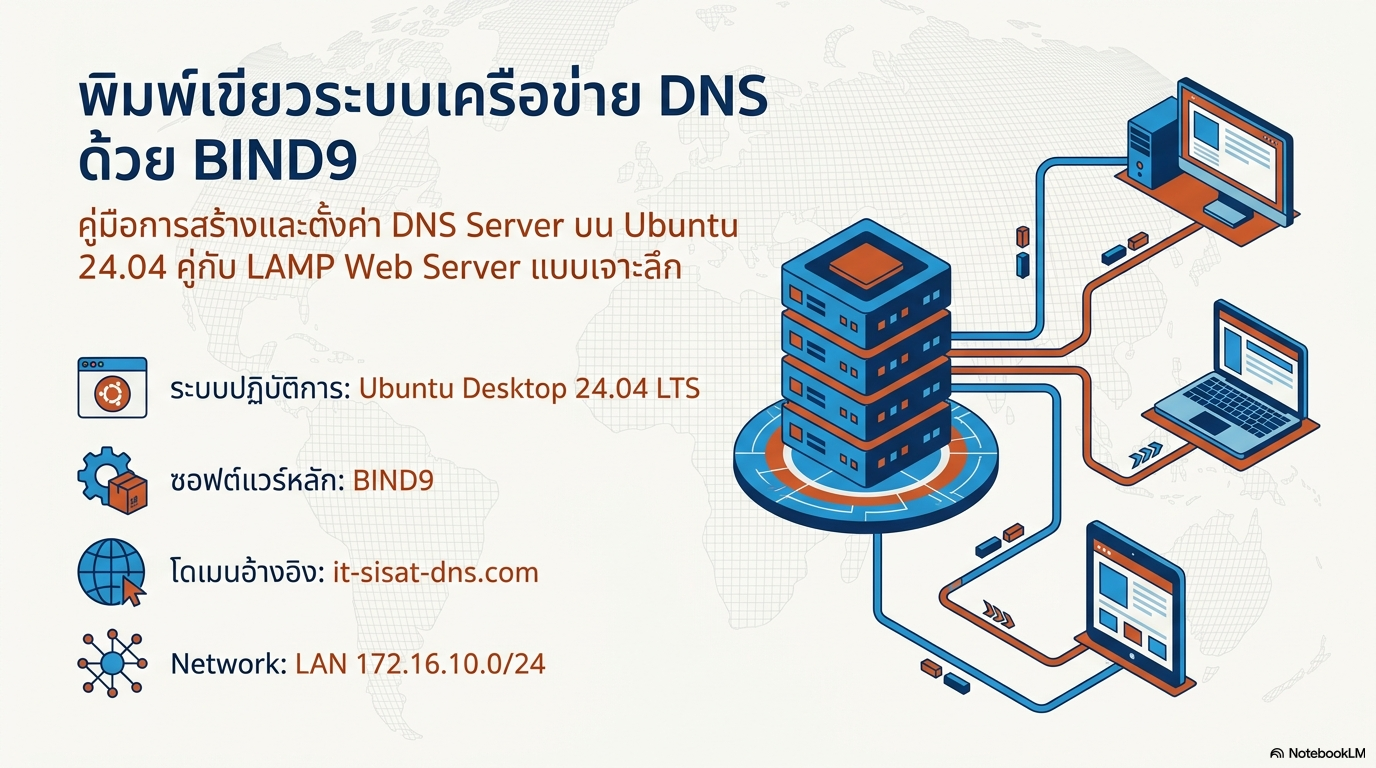 พิมพ์เขียวระบบเครือข่าย DNS
ด้วย BIND9
คู่มือการสร้างและตั้งค่า DNS Server บน Ubuntu
24.04 คู่กับ LAMP Web Server แบบเจาะลึก
ระบบปฏิบัติการ: Ubuntu Desktop 24.04 LTS
ซอฟต์แวร์หลัก: BIND9
โดเมนอ้างอิง: it-sisat-dns.com
Network: LAN 172.16.10.0/24
NotebookLM